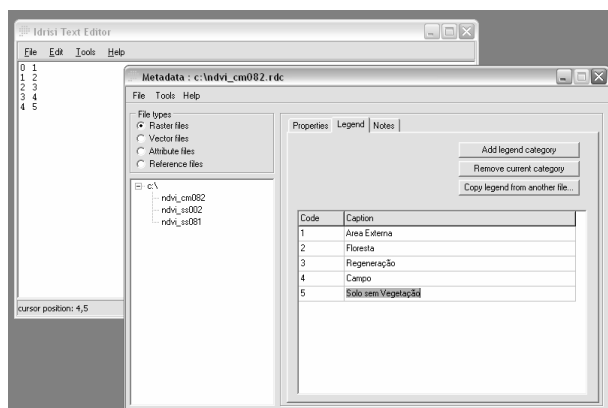 Idrisi Text Editor
File Edit Tools Help
0 1
1 2
2 3
3 4
4 5
cursor position: 4,5
Metadata : c:\ndvi_cm082.rdc
File Tools Help
File types
Raster files
Vector files
Attribute files
Reference files
c:\
ndvi_cm082
ndvi_ss002
ndvi_ss081
Properties Legend Notes
Add legend category
Remove current category
Copy legend from another file...
Code Caption
1 Area Externa
2 Floresta
3 Regeneração
4 Campo
5 Solo sem Vegetação